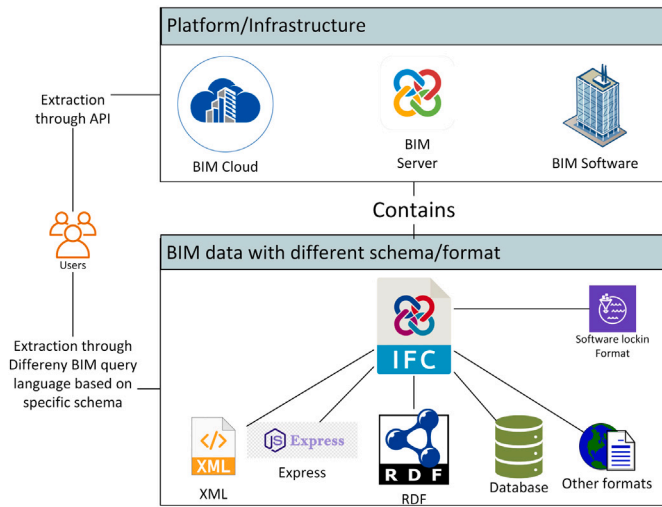 Platform/Infrastructure
Extraction
through API
BIM Cloud
BIM
Server
BIM Software
Contains
Users
BIM data with different schema/format
IFC
Software lockin
Format
Extraction through
Differeny BIM query
language based on
specific schema
</>
XML
XML
JS Express
Express
RDF
RDF
Database
Other formats